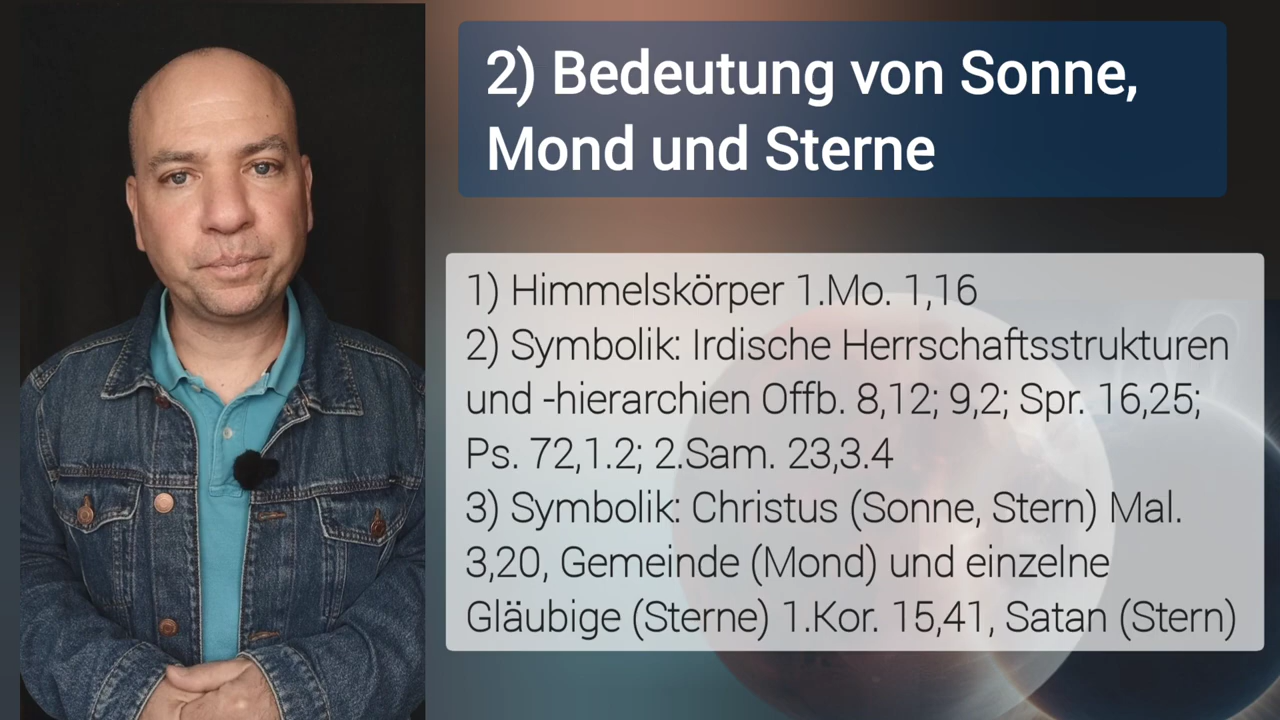 2) Bedeutung von Sonne,
Mond und Sterne
1) Himmelskörper 1.Mo. 1,16
2) Symbolik: Irdische Herrschaftsstrukturen
und -hierarchien Offb. 8,12; 9,2; Spr. 16,25;
Ps. 72,1.2; 2.Sam. 23,3.4
3) Symbolik: Christus (Sonne, Stern) Mal.
3,20, Gemeinde (Mond) und einzelne
Gläubige (Sterne) 1.Kor. 15,41, Satan (Stern)